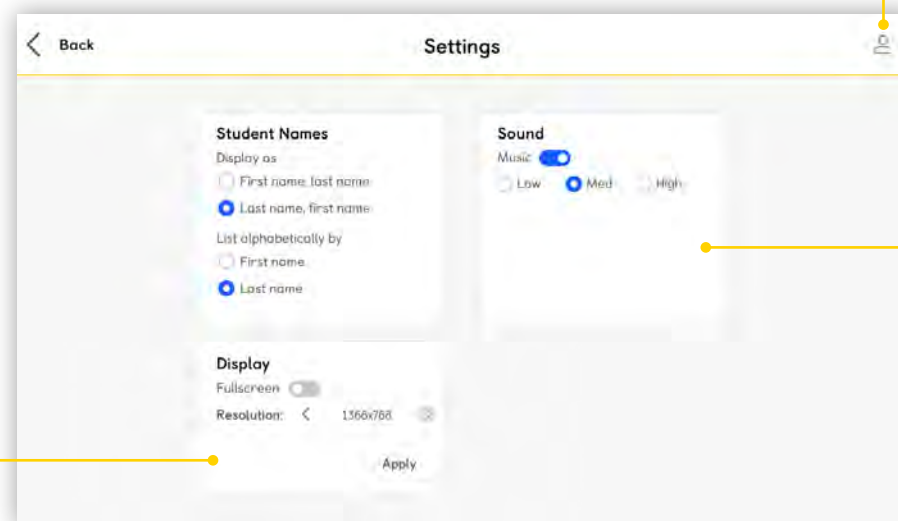 Back
Settings
Student Names
Display as
First name, last name
Last name, first name
List alphabetically by
First name
Last name
Sound
Music
Low Med High
Display
Fullscreen
Resolution: 1366x768
Apply